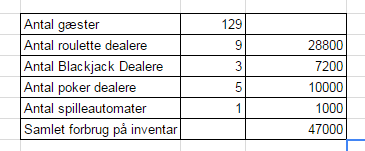 Antal gæster 129
Antal roulette dealere 9 28800
Antal Blackjack Dealere 3 7200
Antal poker dealere 5 10000
Antal spilleautomater 1 1000
Samlet forbrug på inventar 47000